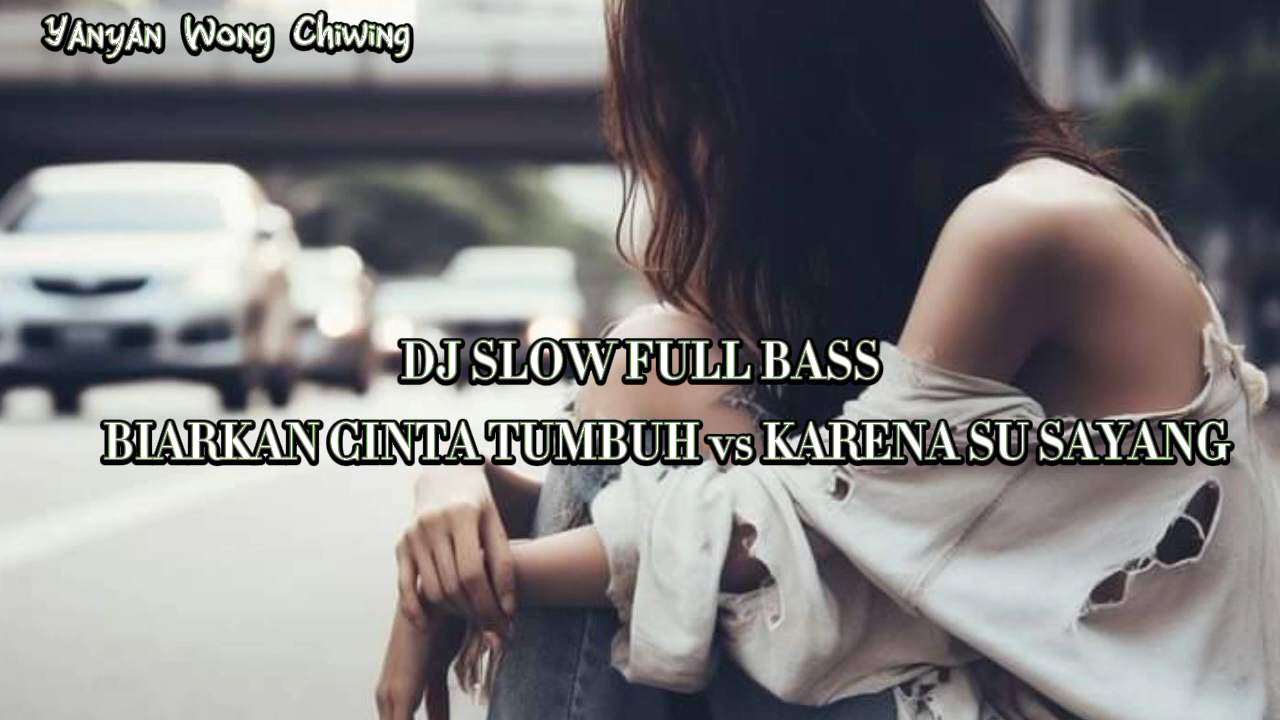 YAnyAn Wong Chiwing
DJ SLOW FULL BASS
BIARKAN CINTA TUMBUH vs KARENA SU SAYANG